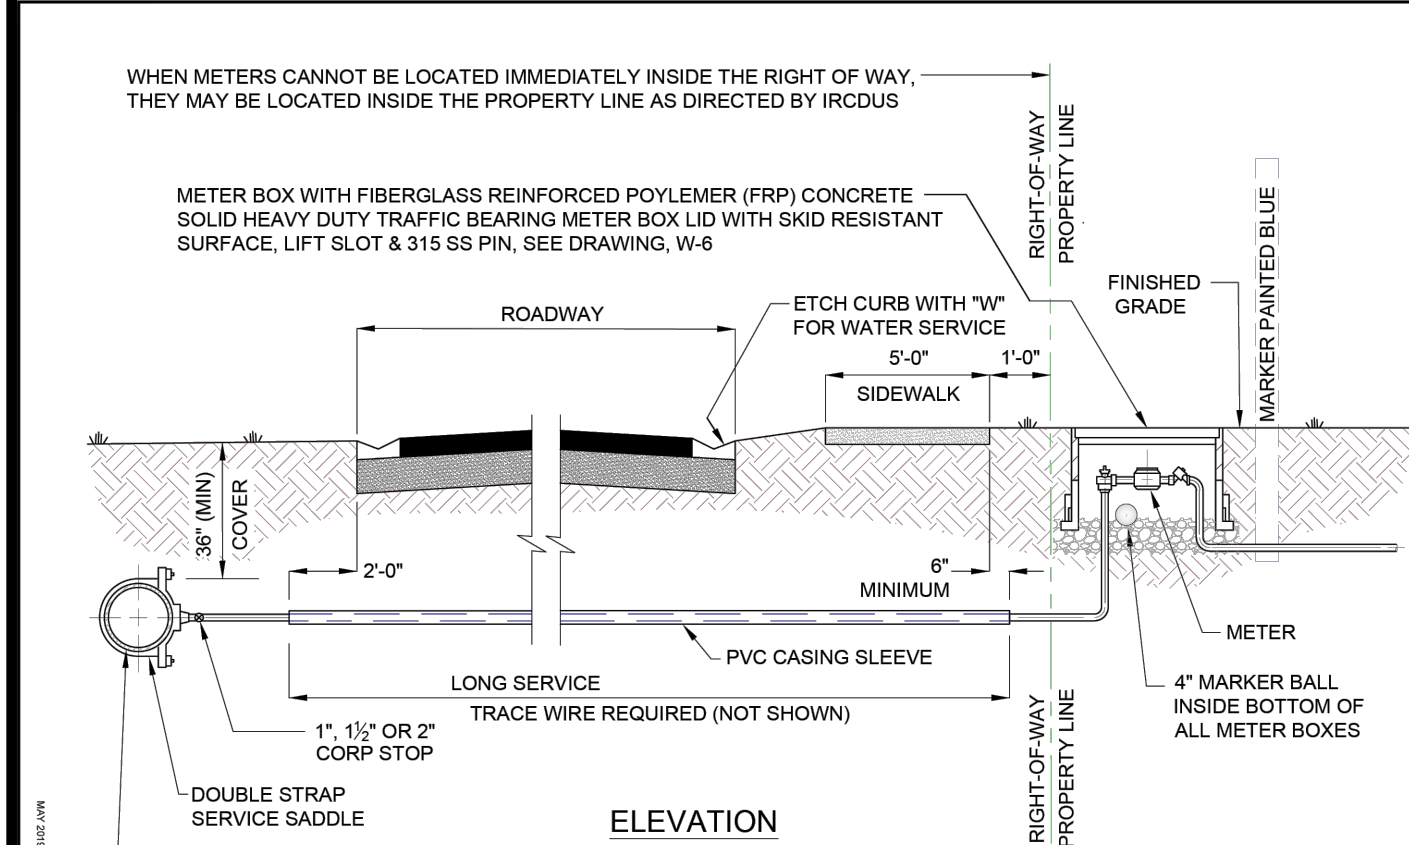 WHEN METERS CANNOT BE LOCATED IMMEDIATELY INSIDE THE RIGHT OF WAY,
THEY MAY BE LOCATED INSIDE THE PROPERTY LINE AS DIRECTED BY IRCDUS
RIGHT-OF-WAY
PROPERTY LINE
METER BOX WITH FIBERGLASS REINFORCED POYLEMER (FRP) CONCRETE
SOLID HEAVY DUTY TRAFFIC BEARING METER BOX LID WITH SKID RESISTANT
SURFACE, LIFT SLOT & 315 SS PIN, SEE DRAWING, W-6
MARKER PAINTED BLUE
FINISHED
GRADE
ROADWAY
ETCH CURB WITH "W"
FOR WATER SERVICE
5'-0"
1'-0"
SIDEWALK
36" (MIN)
COVER
2'-0"
6"
MINIMUM
METER
PVC CASING SLEEVE
LONG SERVICE
TRACE WIRE REQUIRED (NOT SHOWN)
4" MARKER BALL
INSIDE BOTTOM OF
ALL METER BOXES
1", 1½" OR 2"
CORP STOP
RIGHT-OF-WAY
PROPERTY LINE
DOUBLE STRAP
SERVICE SADDLE
ELEVATION
MAY 2019